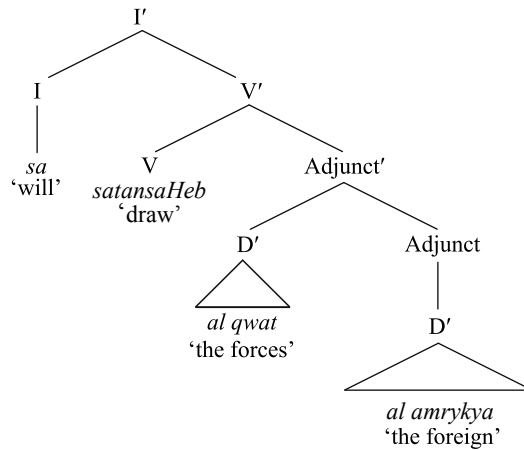 I′
I
V′
sa
‘will’
V
satansaHeb
‘draw’
Adjunct′
D′
Adjunct
al qwat
‘the forces’
D′
al amrykya
‘the foreign’